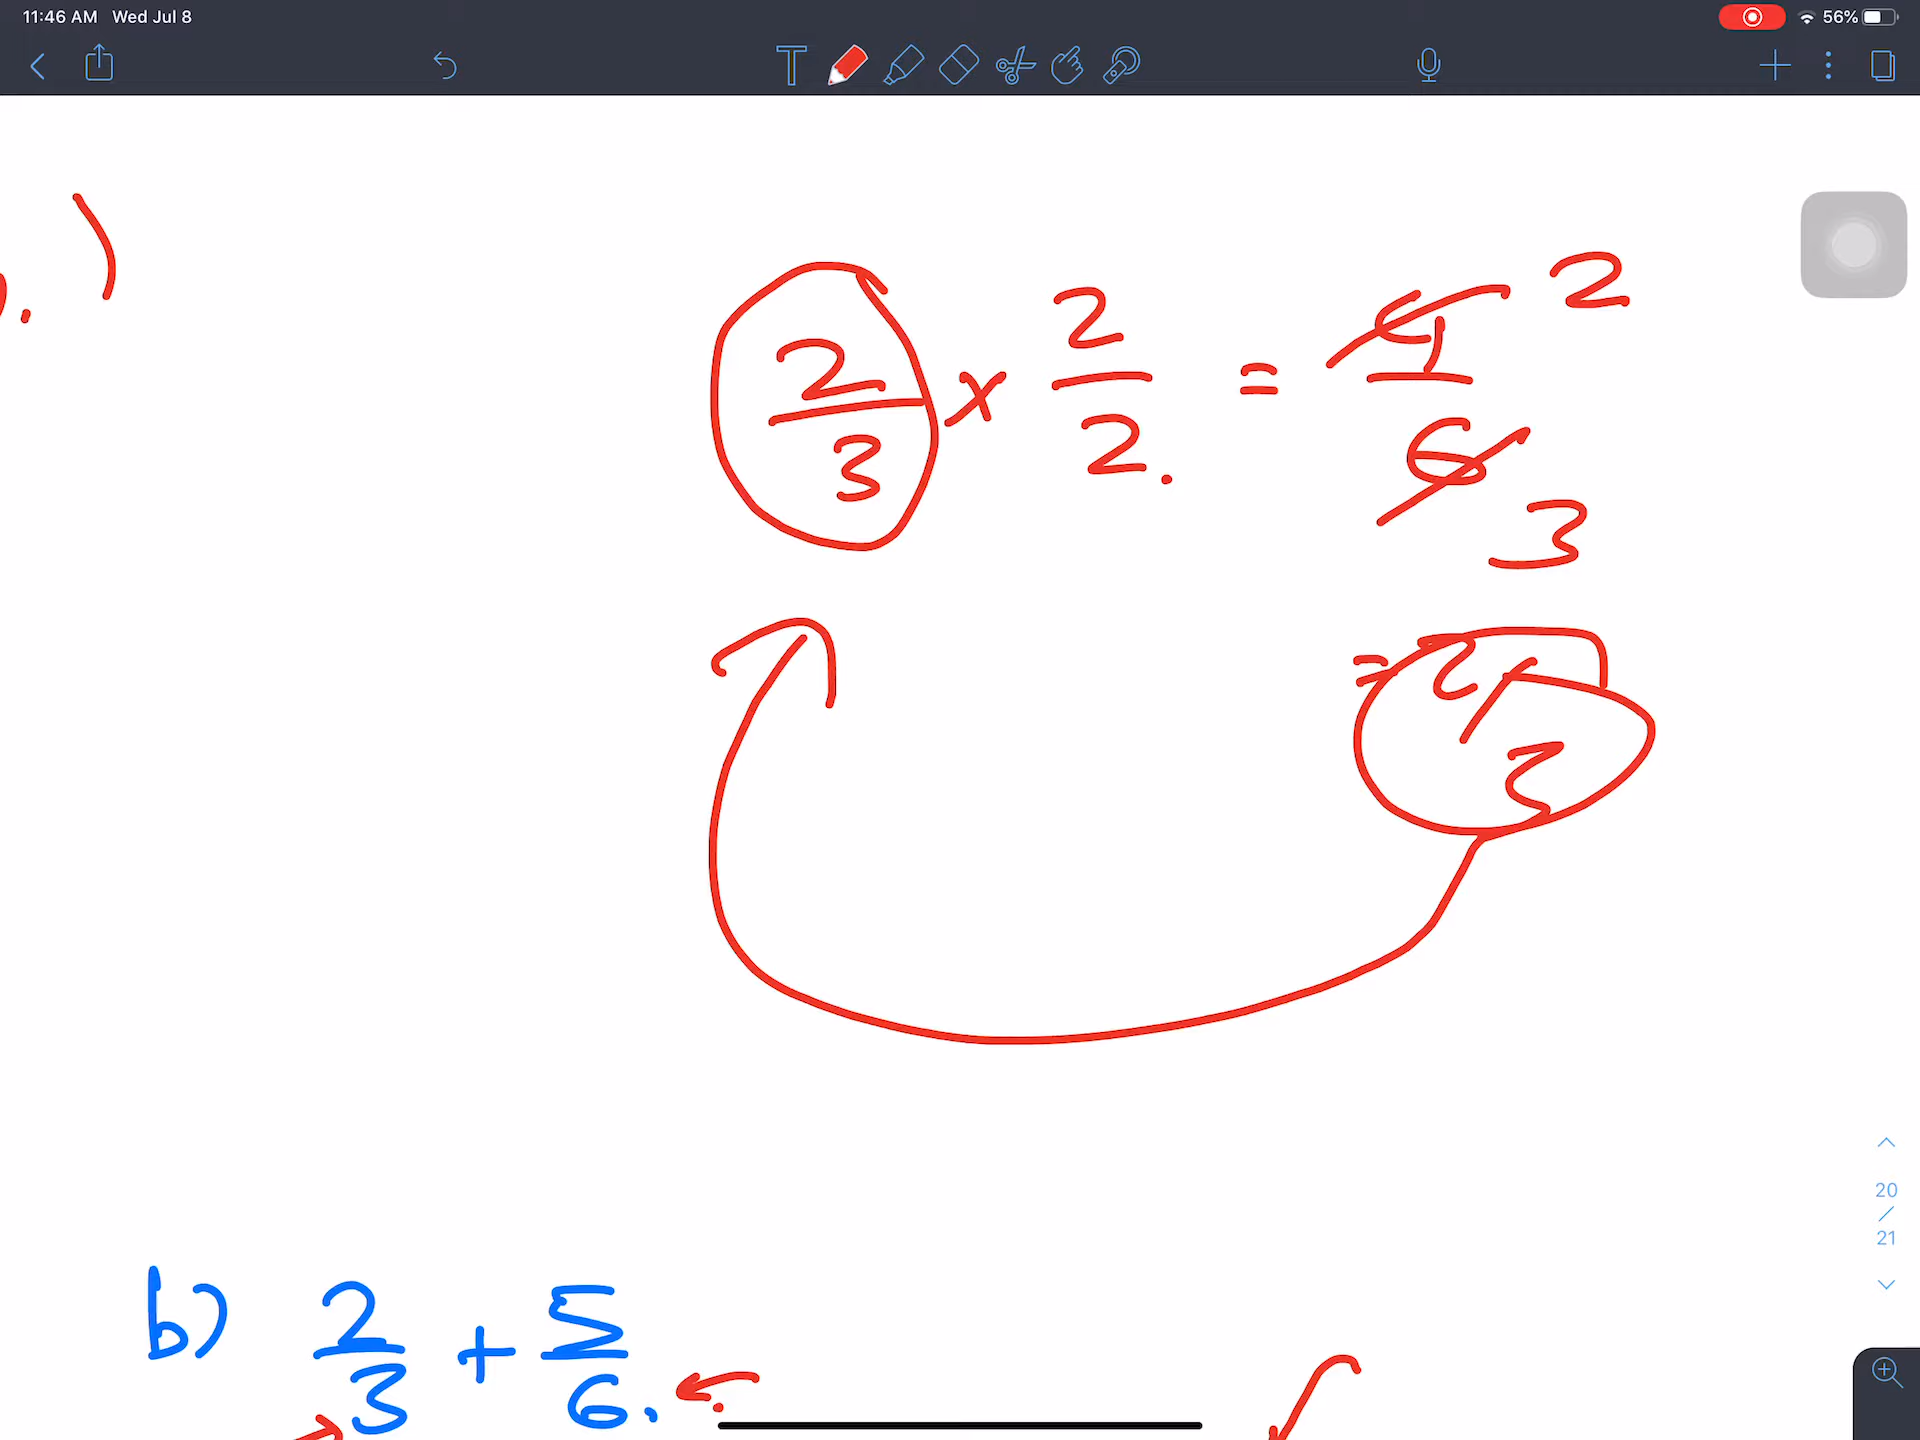 11:46 AM Wed Jul 8
56%
T
2/3 × 2/2. = 4/6 2
3
= 2/3
20
/
21
b) 2/3 + 5/6.